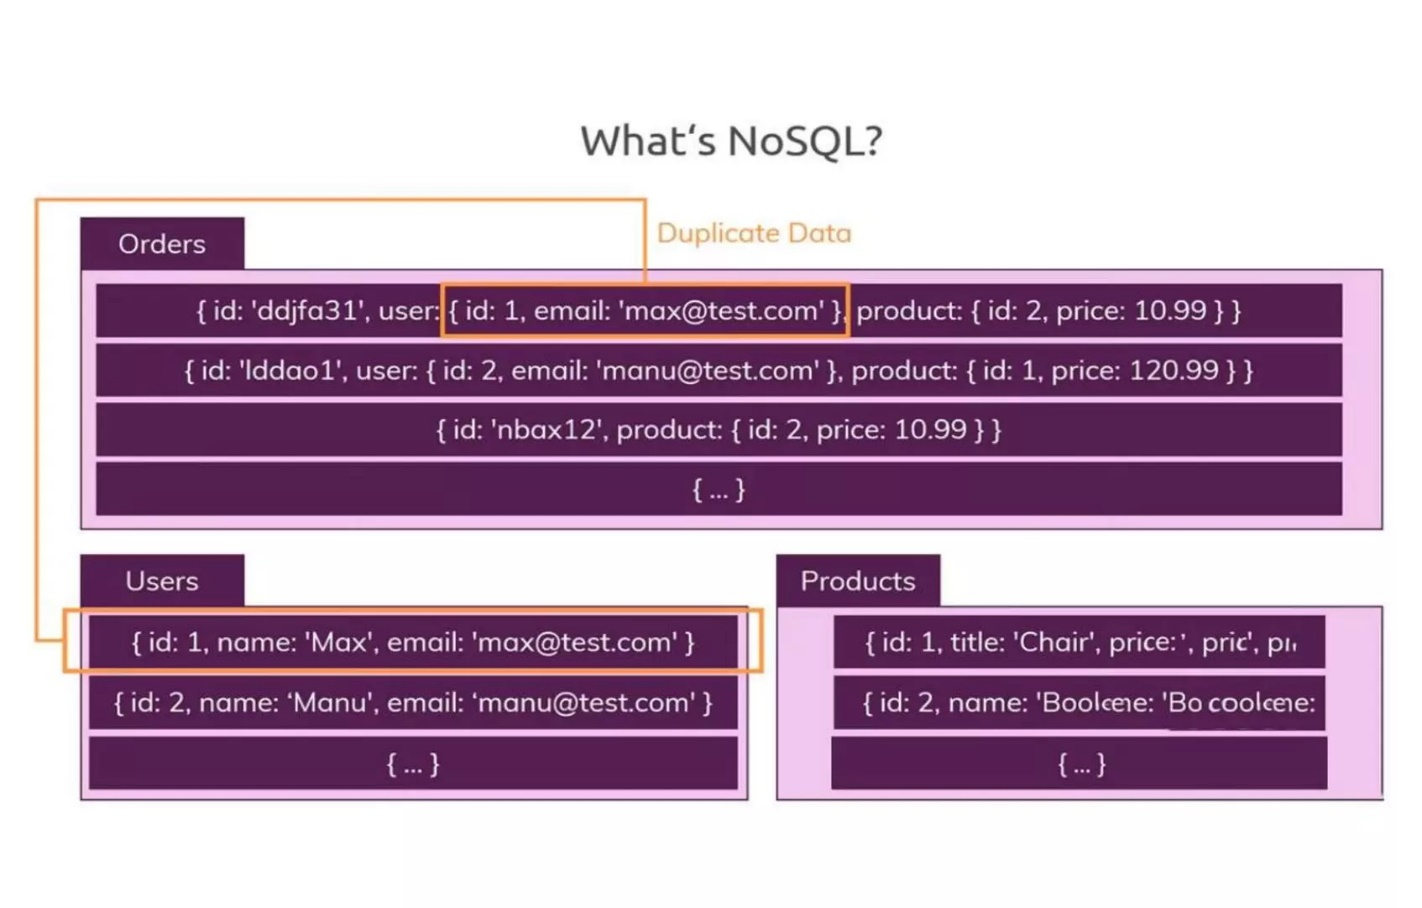 What‘s NoSQL?
Duplicate Data
Orders
{ id: 'ddjfa31', user: { id: 1, email: 'max@test.com' }, product: { id: 2, price: 10.99 } }
{ id: 'lddao1', user: { id: 2, email: 'manu@test.com' }, product: { id: 1, price: 120.99 } }
{ id: 'nbax12', product: { id: 2, price: 10.99 } }
{ ... }
Users
{ id: 1, name: 'Max', email: 'max@test.com' }
{ id: 2, name: ‘Manu', email: ‘manu@test.com' }
{ ... }
Products
{ id: 1, title: 'Chair', price:
{ id: 2, name:
{ ... }